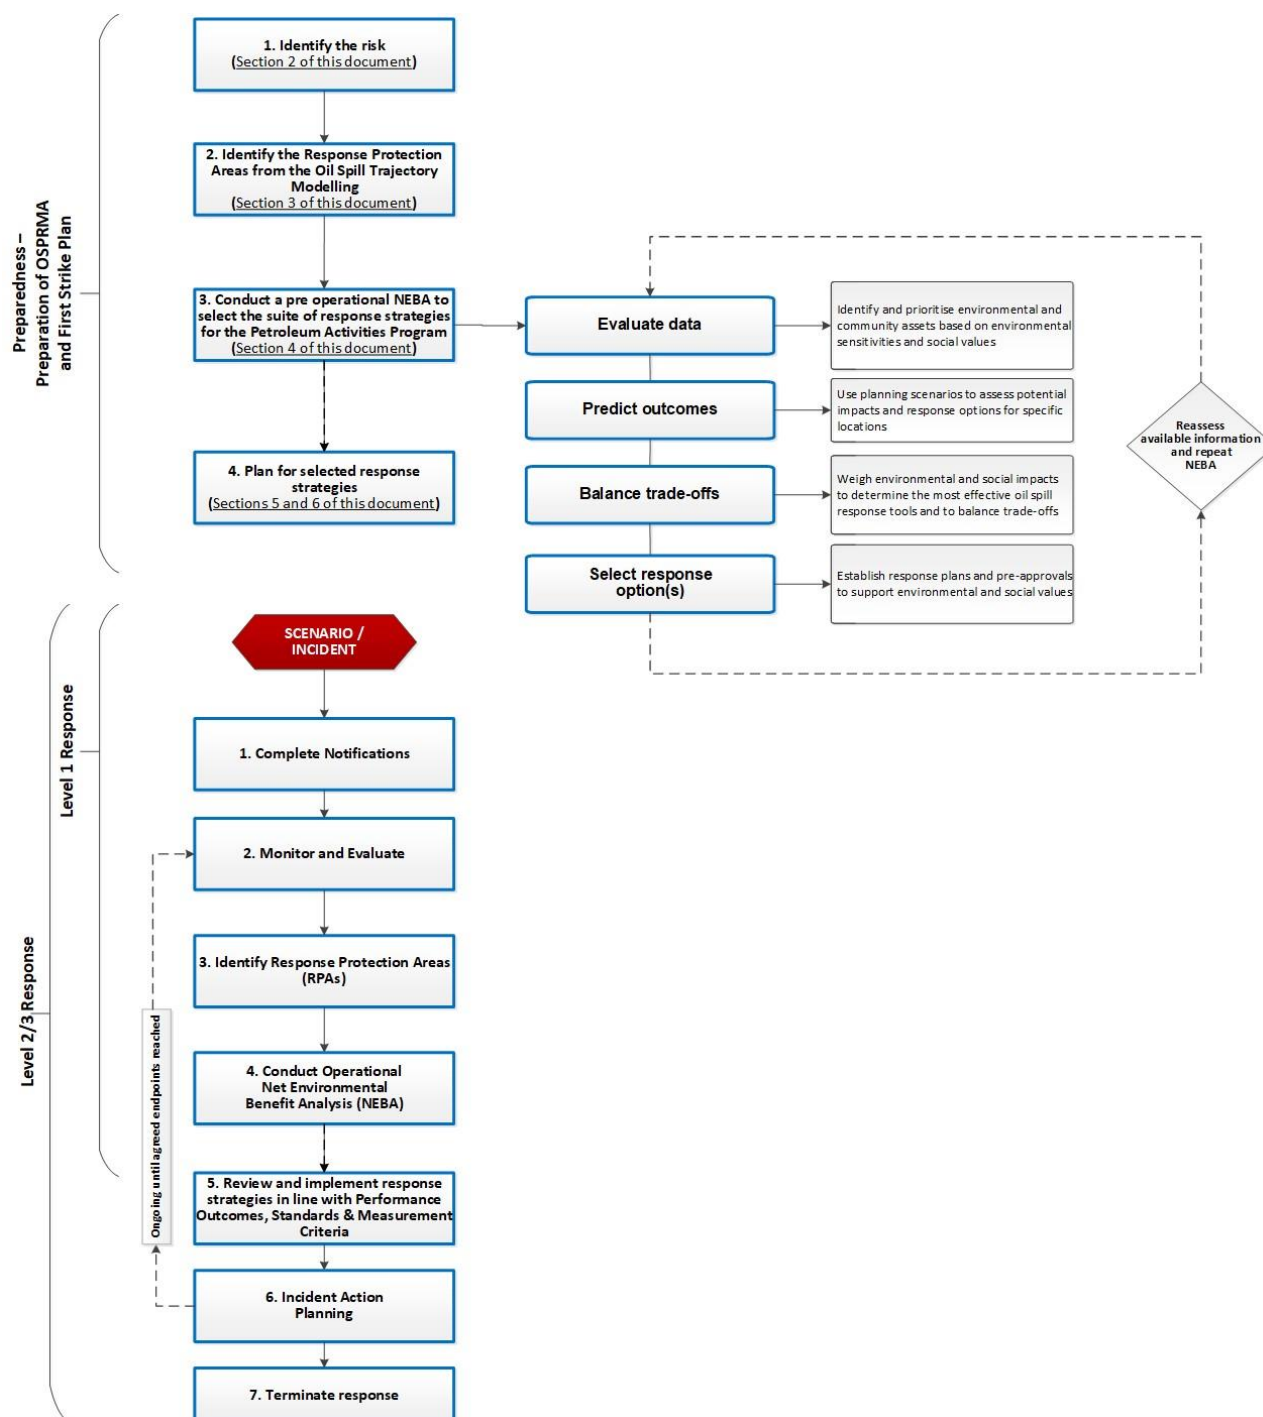 Preparedness –
Preparation of OSPRMA
and First Strike Plan
1. Identify the risk
(Section 2 of this document)
2. Identify the Response Protection
Areas from the Oil Spill Trajectory
Modelling
(Section 3 of this document)
3. Conduct a pre operational NEBA to
select the suite of response strategies
for the Petroleum Activities Program
(Section 4 of this document)
4. Plan for selected response
strategies
(Sections 5 and 6 of this document)
Evaluate data
Identify and prioritise environmental and
community assets based on environmental
sensitivities and social values
Predict outcomes
Use planning scenarios to assess potential
impacts and response options for specific
locations
Balance trade-offs
Weigh environmental and social impacts
to determine the most effective oil spill
response tools and to balance trade-offs
Select response
option(s)
Establish response plans and pre-approvals
to support environmental and social values
Reassess
available information
and repeat
NEBA
Level 1 Response
Level 2/3 Response
SCENARIO /
INCIDENT
1. Complete Notifications
2. Monitor and Evaluate
3. Identify Response Protection Areas
(RPAs)
4. Conduct Operational
Net Environmental
Benefit Analysis (NEBA)
5. Review and implement response
strategies in line with Performance
Outcomes, Standards & Measurement
Criteria
Ongoing until agreed endpoints reached
6. Incident Action
Planning
7. Terminate response